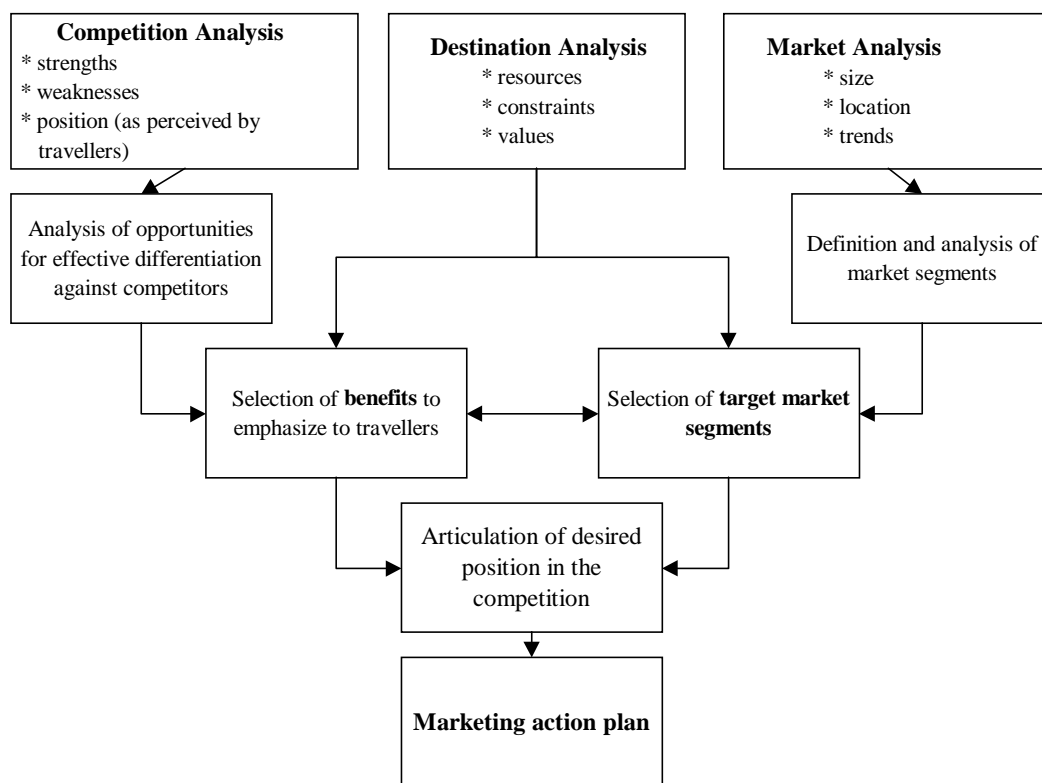 Competition Analysis
* strengths
* weaknesses
* position (as perceived by
travellers)
Destination Analysis
* resources
* constraints
* values
Market Analysis
* size
* location
* trends
Analysis of opportunities
for effective differentiation
against competitors
Definition and analysis of
market segments
Selection of benefits to
emphasize to travellers
Selection of target market
segments
Articulation of desired
position in the
competition
Marketing action plan